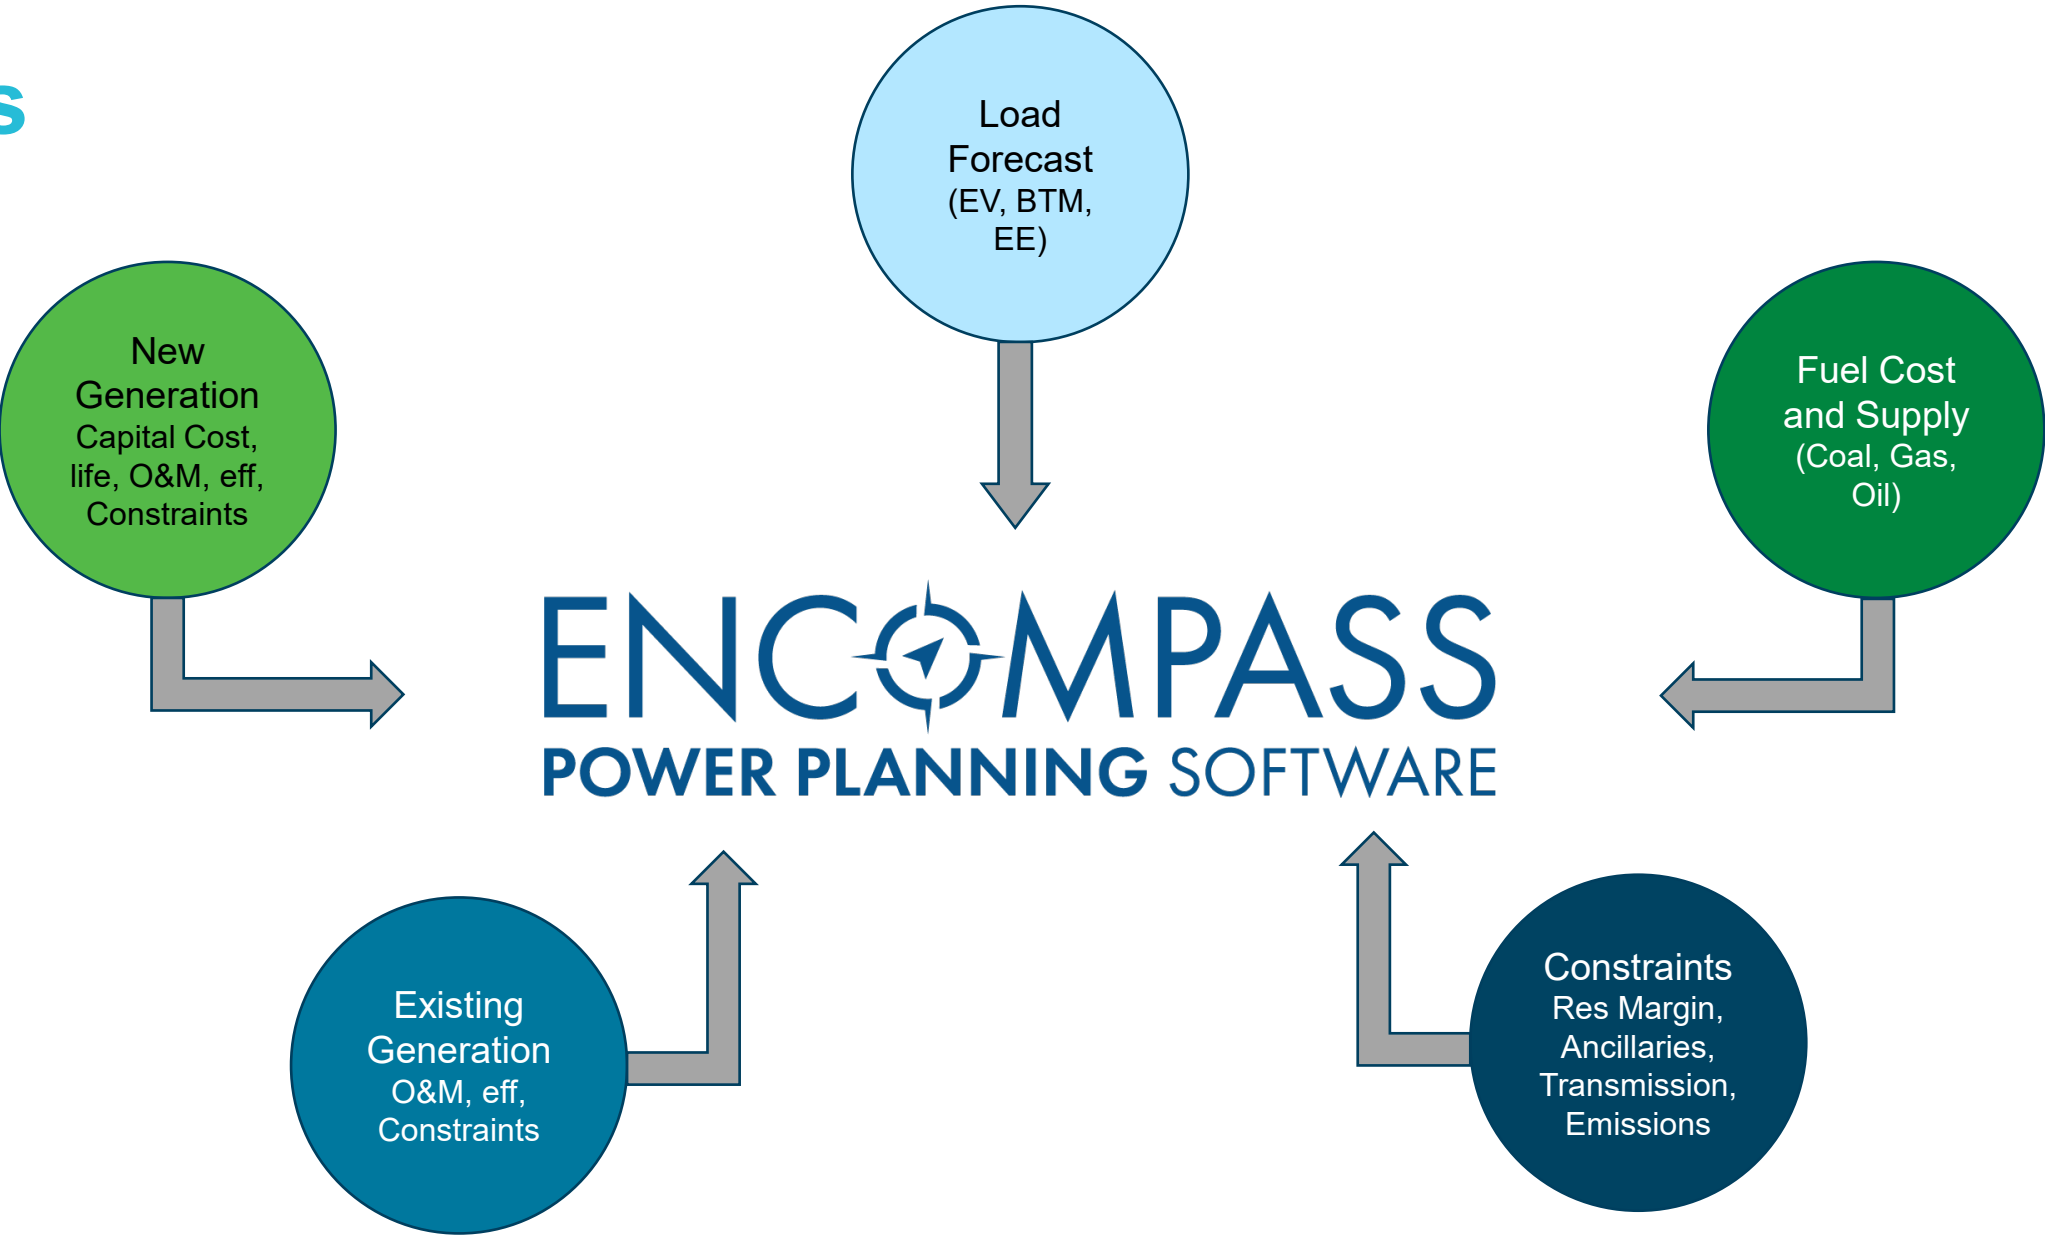 s
Load
Forecast
(EV, BTM,
EE)
New
Generation
Capital Cost,
life, O&M, eff,
Constraints
Fuel Cost
and Supply
(Coal, Gas,
Oil)
ENCOMPASS
POWER PLANNING SOFTWARE
Existing
Generation
O&M, eff,
Constraints
Constraints
Res Margin,
Ancillaries,
Transmission,
Emissions